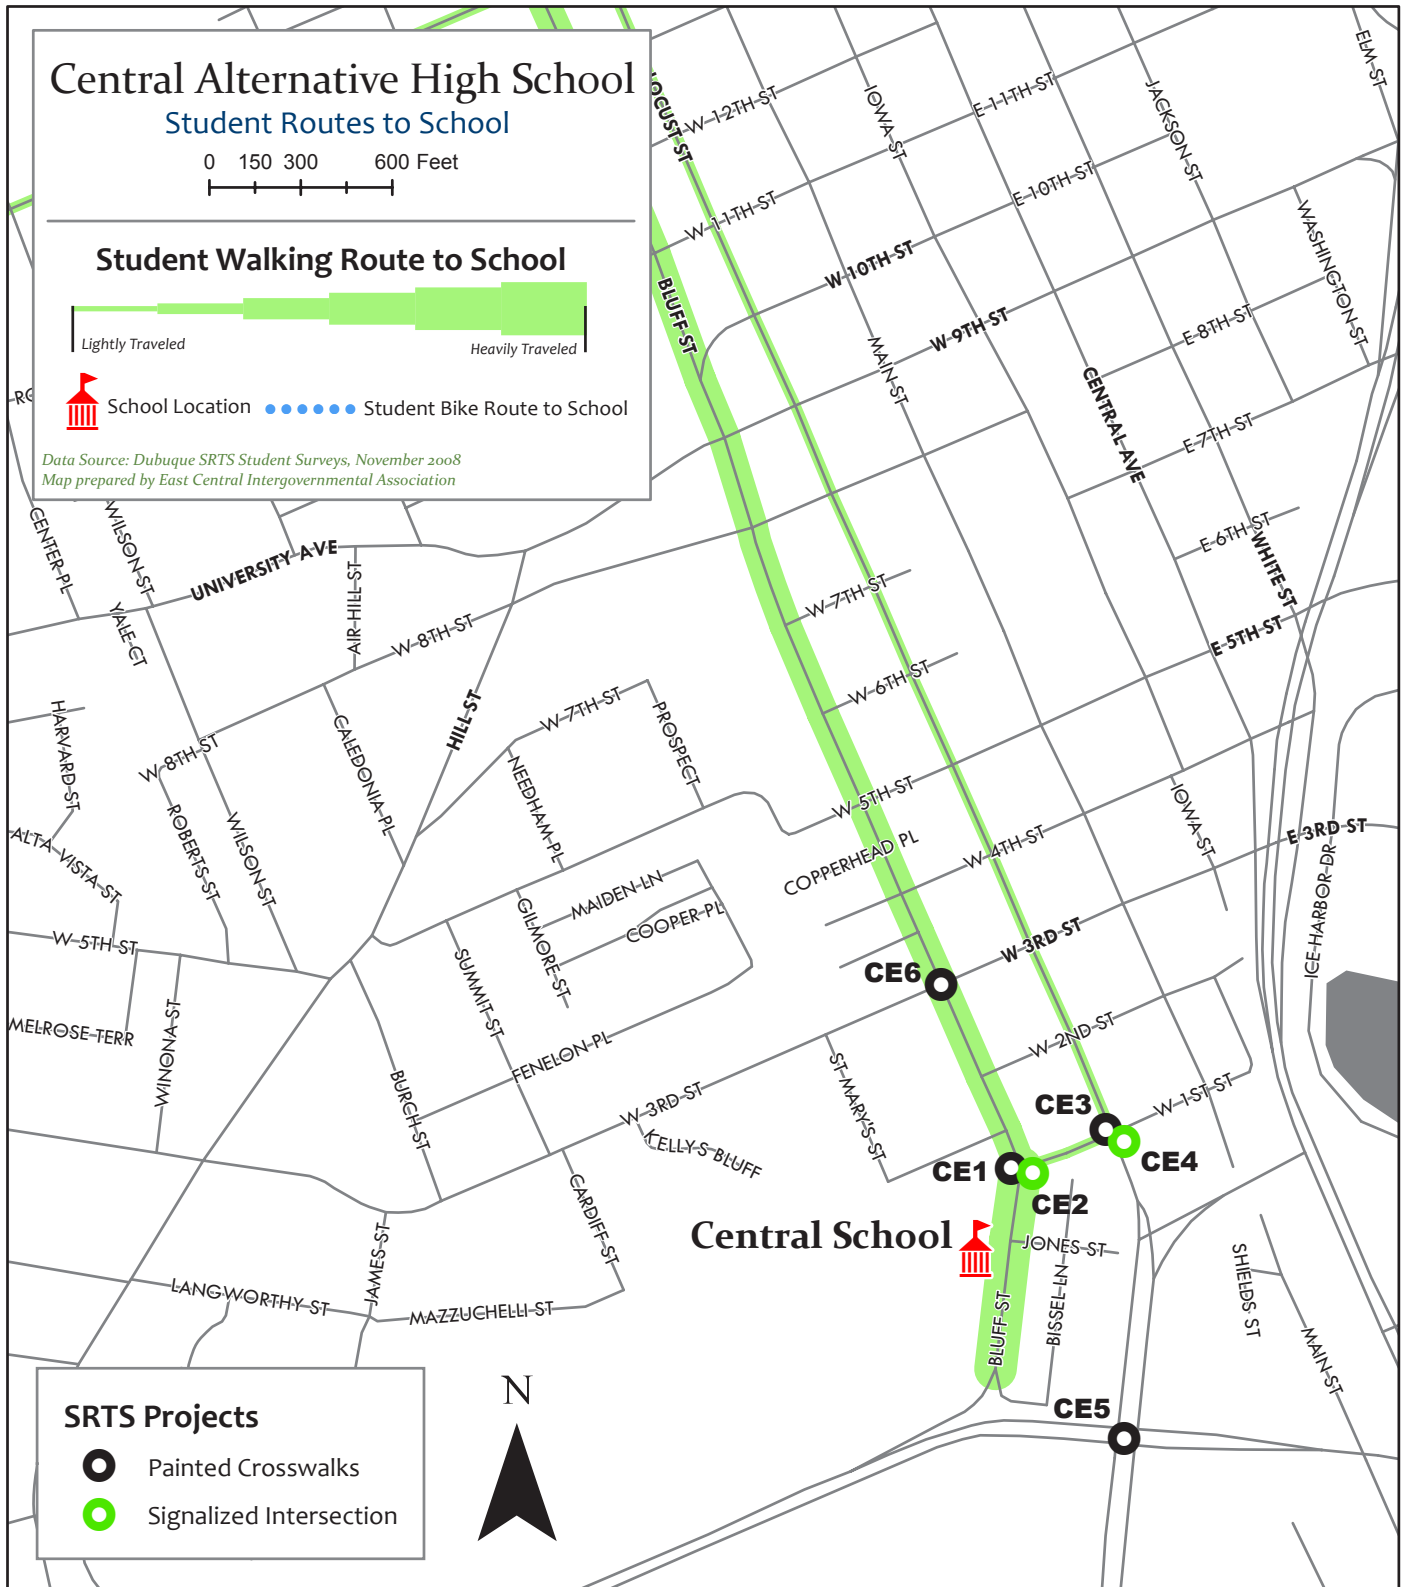 Central Alternative High School
Student Routes to School
0 150 300 600 Feet
Student Walking Route to School
Lightly Traveled
Heavily Traveled
School Location
Student Bike Route to School
Data Source: Dubuque SRTS Student Surveys, November 2008
Map prepared by East Central Intergovernmental Association
LOCUST ST
W 12TH ST
IOWA ST
E 11TH ST
JACKSON ST
ELM ST
W 11TH ST
E 10TH ST
W 10TH ST
WASHINGTON ST
BLUFF ST
W 9TH ST
MAIN ST
E 8TH ST
CENTRAL AVE
E 7TH ST
E 6TH ST
WHITE ST
E 5TH ST
CENTER PL
WILSON ST
UNIVERSITY AVE
YALE CT
AIR HILL ST
W 8TH ST
W 7TH ST
W 6TH ST
HARVARD ST
W 8TH ST
CALEDONIA PL
HILL ST
W 7TH ST
PROSPECT
NEEDHAM PL
W 5TH ST
COPPERHEAD PL
W 4TH ST
IOWA ST
E 3RD ST
ICE HARBOR DR
ALTA VISTA ST
ROBERTS ST
WILSON ST
MAIDEN LN
COOPER PL
GILMORE ST
W 5TH ST
SUMMIT ST
CE6
W 3RD ST
MELROSE TERR
WINONA ST
FENELON PL
W 2ND ST
BURCH ST
W 3RD ST
KELLYS BLUFF
ST MARY'S ST
CE3
W 1ST ST
CE4
CE1
CE2
CARDIFF ST
Central School
JONES ST
BISSEL LN
BLUFF ST
JAMES ST
LANGWORTHY ST
MAZZUCHELLI ST
SHIELDS ST
MAIN ST
CE5
N
SRTS Projects
Painted Crosswalks
Signalized Intersection